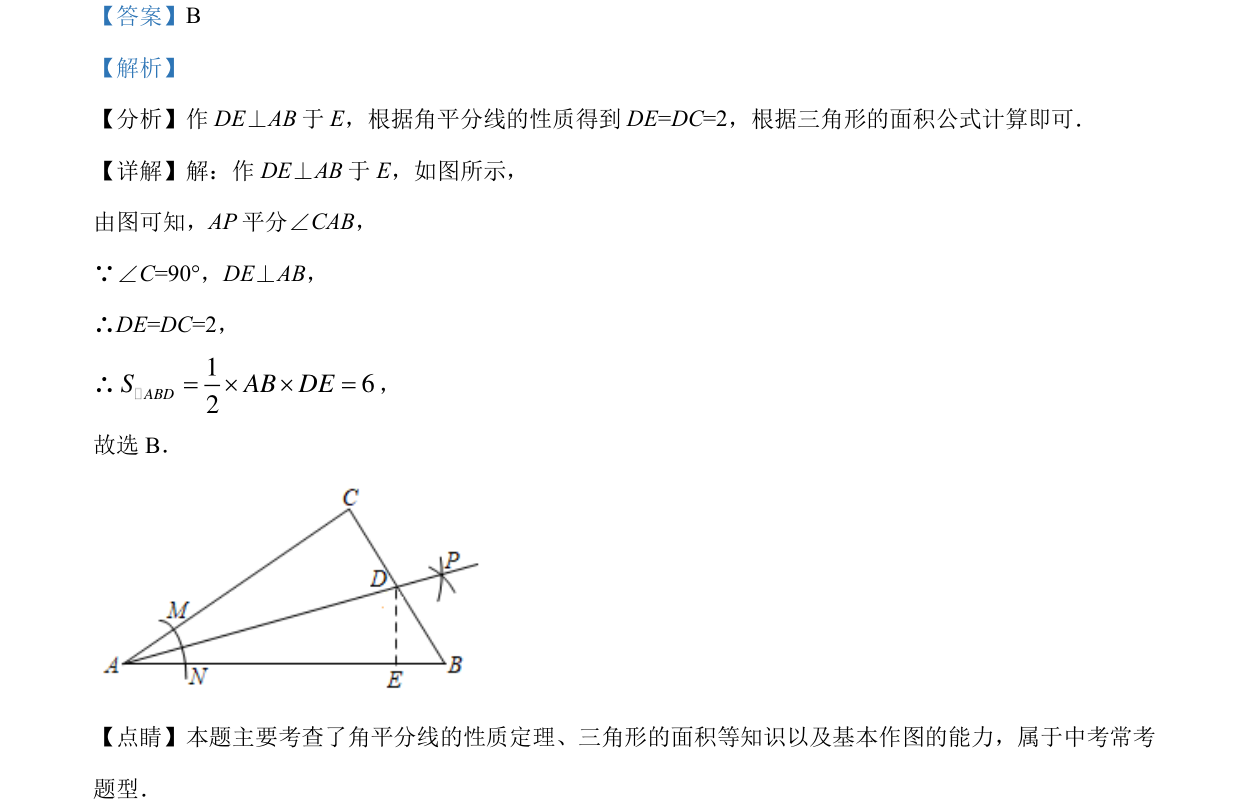 【答案】B
【解析】
【分析】作 DE⊥AB 于 E，根据角平分线的性质得到 DE=DC=2，根据三角形的面积公式计算即可．
【详解】解：作 DE⊥AB 于 E，如图所示，
由图可知，AP 平分∠CAB，
∵∠C=90°，DE⊥AB，
∴DE=DC=2，
∴ S□ABD = 1/2 × AB × DE = 6，
故选 B．
C
P
D
M
A
N
E
B
【点睛】本题主要考查了角平分线的性质定理、三角形的面积等知识以及基本作图的能力，属于中考常考
题型．